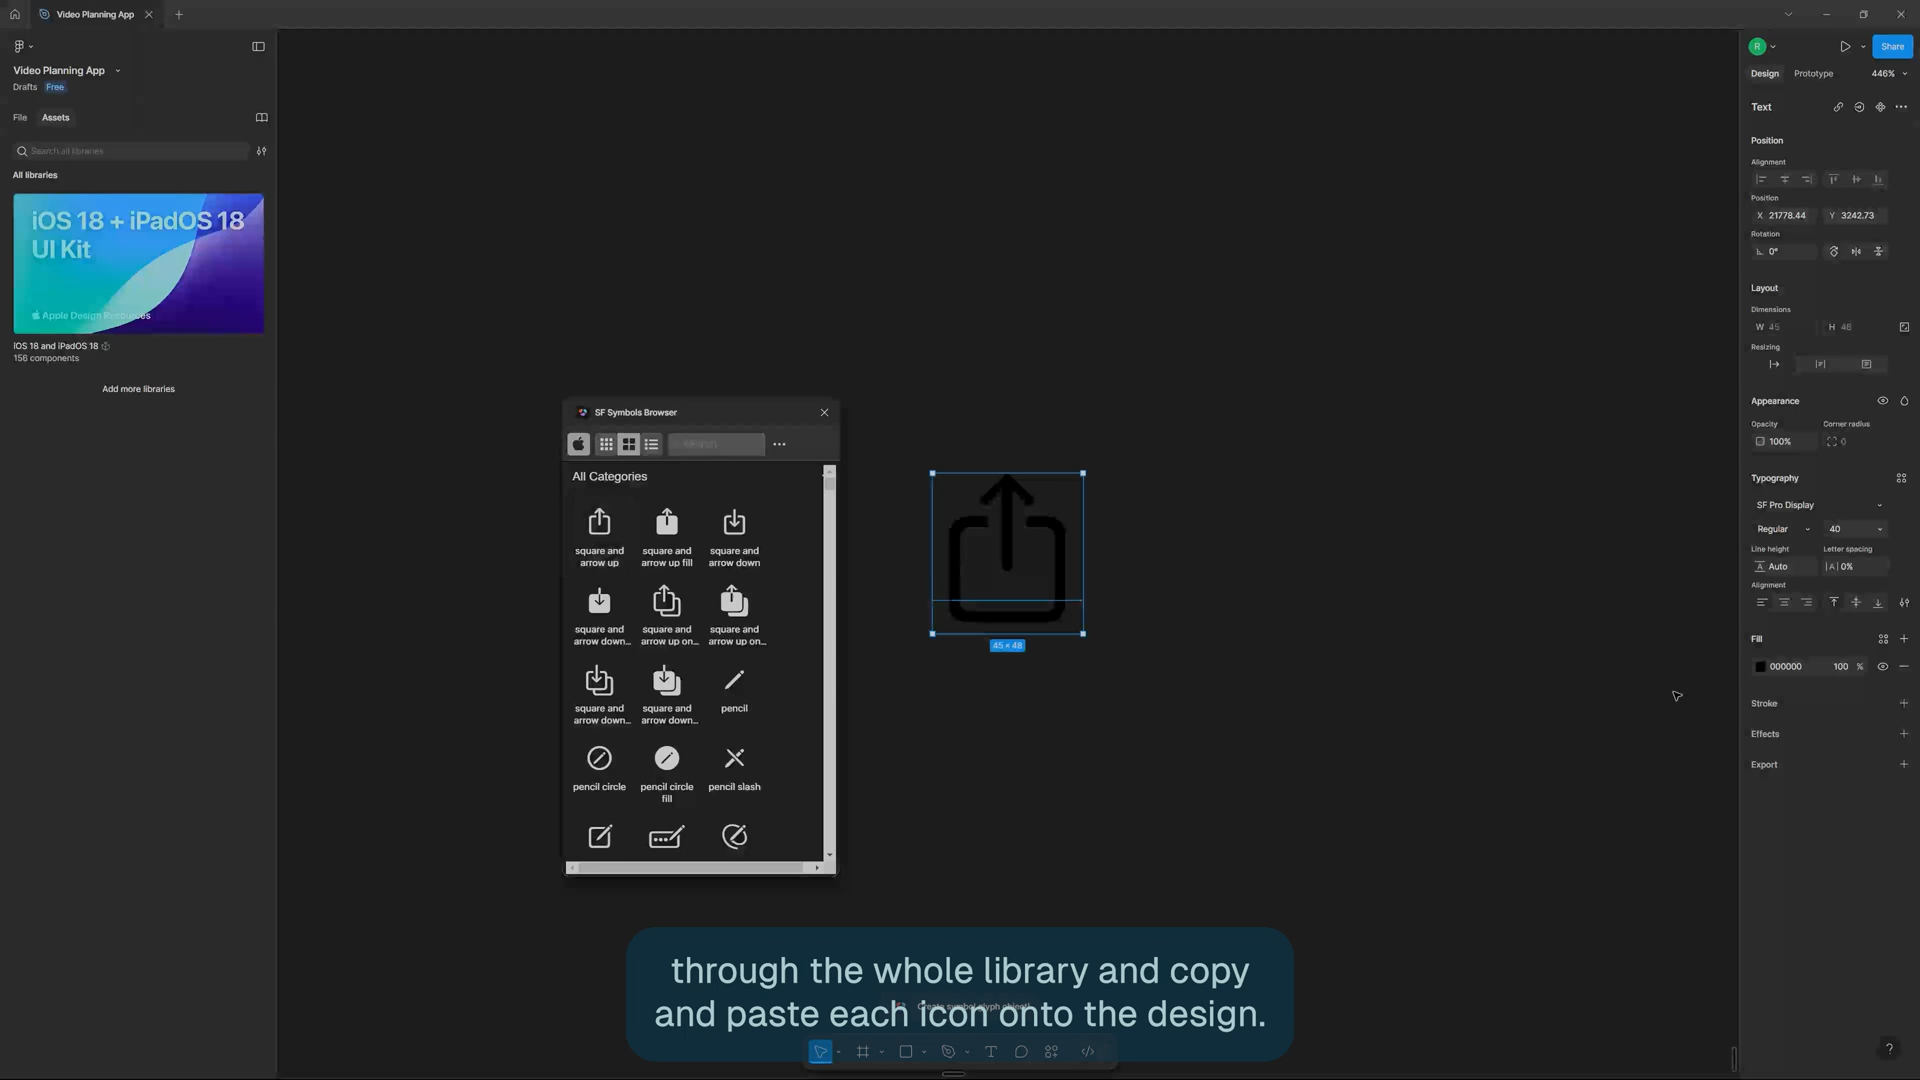 Video Planning App
Video Planning App
Drafts
Free
File
Assets
Search all libraries
All libraries
iOS 18 + iPadOS 18
UI Kit
Apple Design Resources
iOS 18 and iPadOS 18
156 components
Add more libraries
SF Symbols Browser
All Categories
square and
arrow up
square and
arrow up fill
square and
arrow down
square and
arrow down...
square and
arrow up on...
square and
arrow up on...
square and
arrow down...
square and
arrow down...
pencil
pencil circle
pencil circle
fill
pencil slash
45 × 48
through the whole library and copy
and paste each icon onto the design.
R
Share
Design
Prototype
446%
Text
Position
Alignment
Position
X 21778.44
Y 3242.73
Rotation
0°
Layout
Dimensions
W 45
H 48
Resizing
Appearance
Opacity
Corner radius
100%
0
Typography
SF Pro Display
Regular
40
Line height
Letter spacing
Auto
|A| 0%
Alignment
Fill
000000
100 %
Stroke
Effects
Export
?